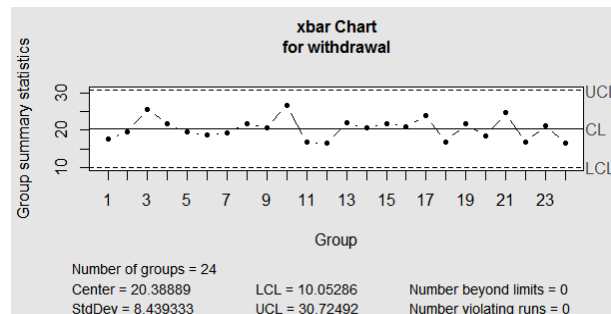 xbar Chart
for withdrawal
Group summary statistics
30
20
10
UCL
CL
LCL
1 3 5 7 9 11 13 15 17 19 21 23
Group
Number of groups = 24
Center = 20.38889 LCL = 10.05286 Number beyond limits = 0
StdDev = 8.439333 UCL = 30.72492 Number violating runs = 0